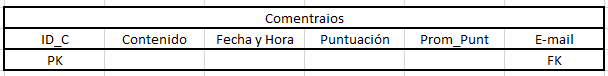 Comentraios
ID_C Contenido Fecha y Hora Puntuación Prom_Punt E-mail
PK FK